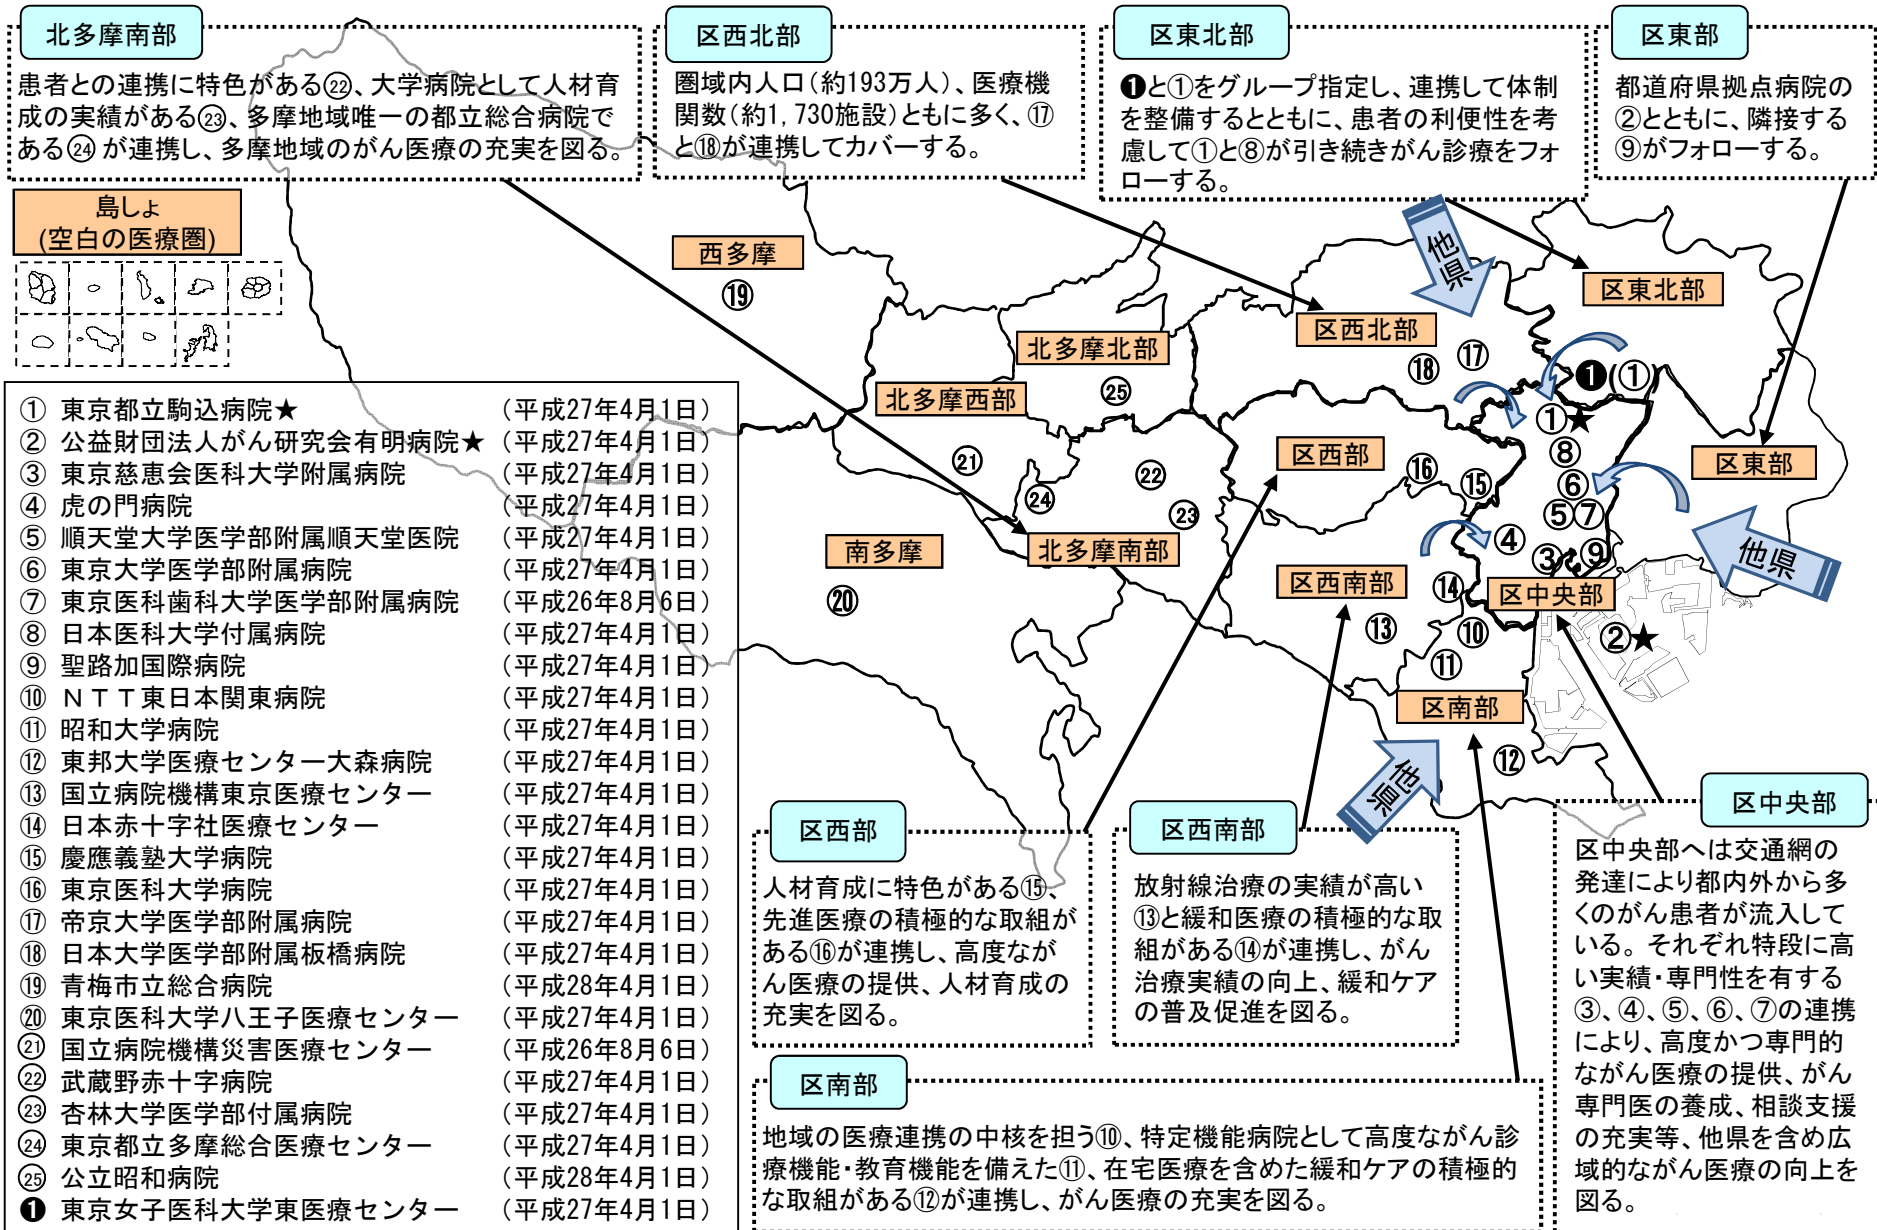 北多摩南部
患者との連携に特色がある㉒、大学病院として人材育
成の実績がある㉓、多摩地域唯一の都立総合病院で
ある㉔が連携し、多摩地域のがん医療の充実を図る。
区西北部
圏域内人口(約193万人)、医療機
関数(約1,730施設)ともに多く、⑰
と⑱が連携してカバーする。
区東北部
❶と①をグループ指定し、連携して体制
を整備するとともに、患者の利便性を考
慮して①と⑧が引き続きがん診療をフォ
ローする。
区東部
都道府県拠点病院の
②とともに、隣接する
⑨がフォローする。
島しょ
(空白の医療圏)
西多摩
⑲
北多摩北部
㉕
北多摩西部
㉑
㉒
㉓
㉔
南多摩
⑳
北多摩南部
区西北部
⑱
⑰
他県
区東北部
❶(①)
①★
⑧
⑥
⑤⑦
④
③
⑨
区東部
他県
区西部
⑯
⑮
区西南部
⑭
⑬
区中央部
②★
⑩
⑪
区南部
⑫
他県
① 東京都立駒込病院★ (平成27年4月1日)
② 公益財団法人がん研究会有明病院★ (平成27年4月1日)
③ 東京慈恵会医科大学附属病院 (平成27年4月1日)
④ 虎の門病院 (平成27年4月1日)
⑤ 順天堂大学医学部附属順天堂医院 (平成27年4月1日)
⑥ 東京大学医学部附属病院 (平成27年4月1日)
⑦ 東京医科歯科大学医学部附属病院 (平成26年8月6日)
⑧ 日本医科大学付属病院 (平成27年4月1日)
⑨ 聖路加国際病院 (平成27年4月1日)
⑩ NTT東日本関東病院 (平成27年4月1日)
⑪ 昭和大学病院 (平成27年4月1日)
⑫ 東邦大学医療センター大森病院 (平成27年4月1日)
⑬ 国立病院機構東京医療センター (平成27年4月1日)
⑭ 日本赤十字社医療センター (平成27年4月1日)
⑮ 慶應義塾大学病院 (平成27年4月1日)
⑯ 東京医科大学病院 (平成27年4月1日)
⑰ 帝京大学医学部附属病院 (平成27年4月1日)
⑱ 日本大学医学部附属板橋病院 (平成27年4月1日)
⑲ 青梅市立総合病院 (平成28年4月1日)
⑳ 東京医科大学八王子医療センター (平成27年4月1日)
㉑ 国立病院機構災害医療センター (平成26年8月6日)
㉒ 武蔵野赤十字病院 (平成27年4月1日)
㉓ 杏林大学医学部付属病院 (平成27年4月1日)
㉔ 東京都立多摩総合医療センター (平成27年4月1日)
㉕ 公立昭和病院 (平成28年4月1日)
❶ 東京女子医科大学東医療センター (平成27年4月1日)
区西部
人材育成に特色がある⑮、
先進医療の積極的な取組が
ある⑯が連携し、高度なが
ん医療の提供、人材育成の
充実を図る。
区西南部
放射線治療の実績が高い
⑬と緩和医療の積極的な取
組がある⑭が連携し、がん
治療実績の向上、緩和ケア
の普及促進を図る。
区南部
地域の医療連携の中核を担う⑩、特定機能病院として高度ながん診
療機能・教育機能を備えた⑪、在宅医療を含めた緩和ケアの積極的
な取組がある⑫が連携し、がん医療の充実を図る。
区中央部
区中央部へは交通網の
発達により都内外から多
くのがん患者が流入して
いる。それぞれ特段に高
い実績・専門性を有する
③、④、⑤、⑥、⑦の連携
により、高度かつ専門的
ながん医療の提供、がん
専門医の養成、相談支援
の充実等、他県を含め広
域的ながん医療の向上を
図る。